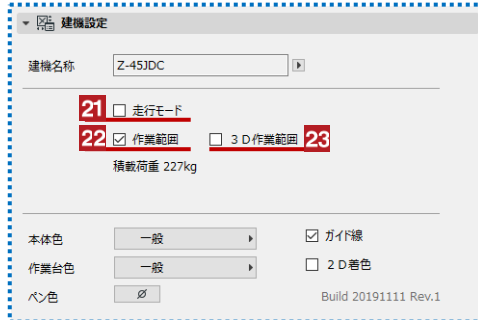 建機設定
建機名称 Z-45JDC
21 走行モード
22 作業範囲 3D作業範囲 23
積載荷重 227kg
本体色 一般 ガイド線
作業台色 一般 2D着色
ペン色 Ø Build 20191111 Rev.1